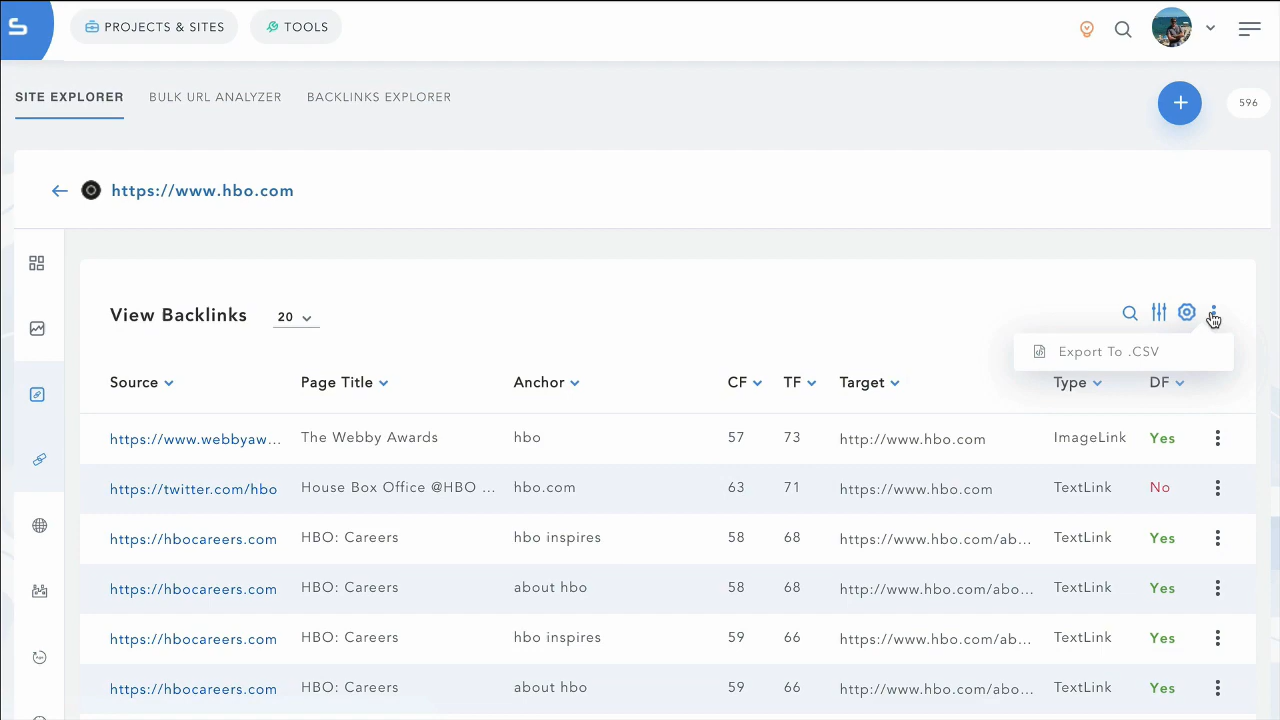 S PROJECTS & SITES TOOLS
SITE EXPLORER BULK URL ANALYZER BACKLINKS EXPLORER 596
https://www.hbo.com
View Backlinks 20
Export To .CSV
Source Page Title Anchor CF TF Target Type DF
https://www.webbyaw... The Webby Awards hbo 57 73 http://www.hbo.com ImageLink Yes
https://twitter.com/hbo House Box Office @HBO ... hbo.com 63 71 https://www.hbo.com TextLink No
https://hbocareers.com HBO: Careers hbo inspires 58 68 https://www.hbo.com/abo... TextLink Yes
https://hbocareers.com HBO: Careers about hbo 58 68 http://www.hbo.com/abo... TextLink Yes
https://hbocareers.com HBO: Careers hbo inspires 59 66 https://www.hbo.com/ab... TextLink Yes
https://hbocareers.com HBO: Careers about hbo 59 66 http://www.hbo.com/abo... TextLink Yes